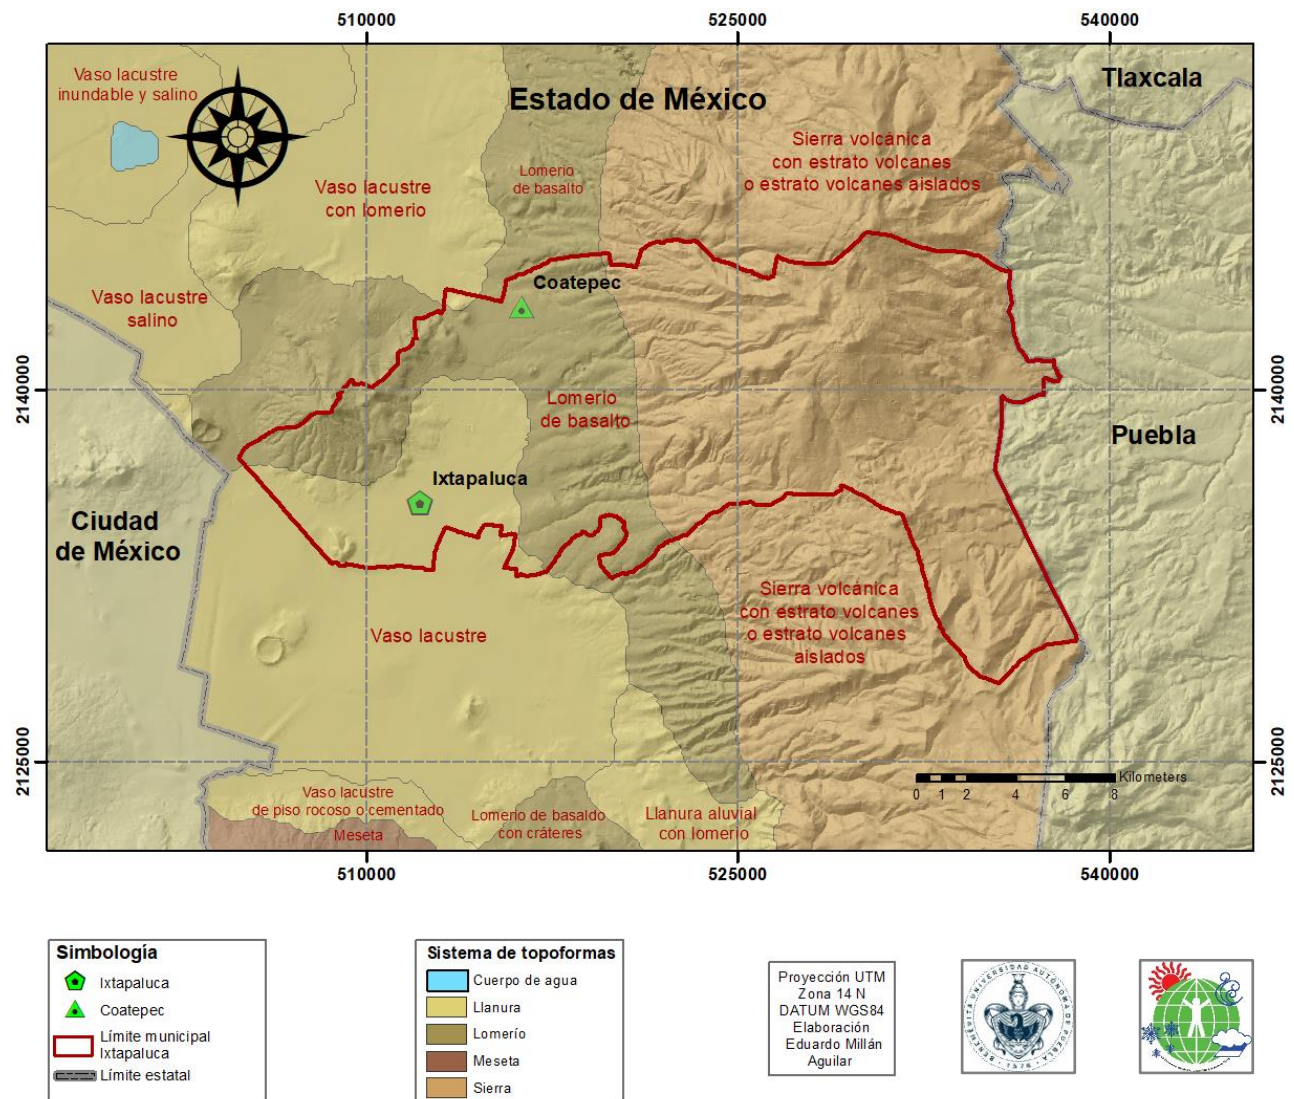 510000
525000
540000
Vaso lacustre
inundable y salino
Estado de México
Tlaxcala
Lomerio
de basalto
Sierra volcánica
con estrato volcanes
o estrato volcanes aislados
Vaso lacustre
con lomerio
Vaso lacustre
salino
Coatepec
2140000
2140000
Lomerio
de basalto
Puebla
Ixtapaluca
Ciudad
de México
Sierra volcánica
con estrato volcanes
o estrato volcanes
aislados
Vaso lacustre
2125000
2125000
Kilometers
0 1 2 4 6 8
Vaso lacustre
de piso rocoso o cementado
Meseta
Lomerio de basaldo
con cráteres
Llanura aluvial
con lomerio
510000
525000
540000
Simbología
Ixtapaluca
Coatepec
Límite municipal
Ixtapaluca
Límite estatal
Sistema de topoformas
Cuerpo de agua
Llanura
Lomerío
Meseta
Sierra
Proyección UTM
Zona 14 N
DATUM WGS84
Elaboración
Eduardo Millán
Aguilar
BENEMÉRITA UNIVERSIDAD AUTÓNOMA DE PUEBLA